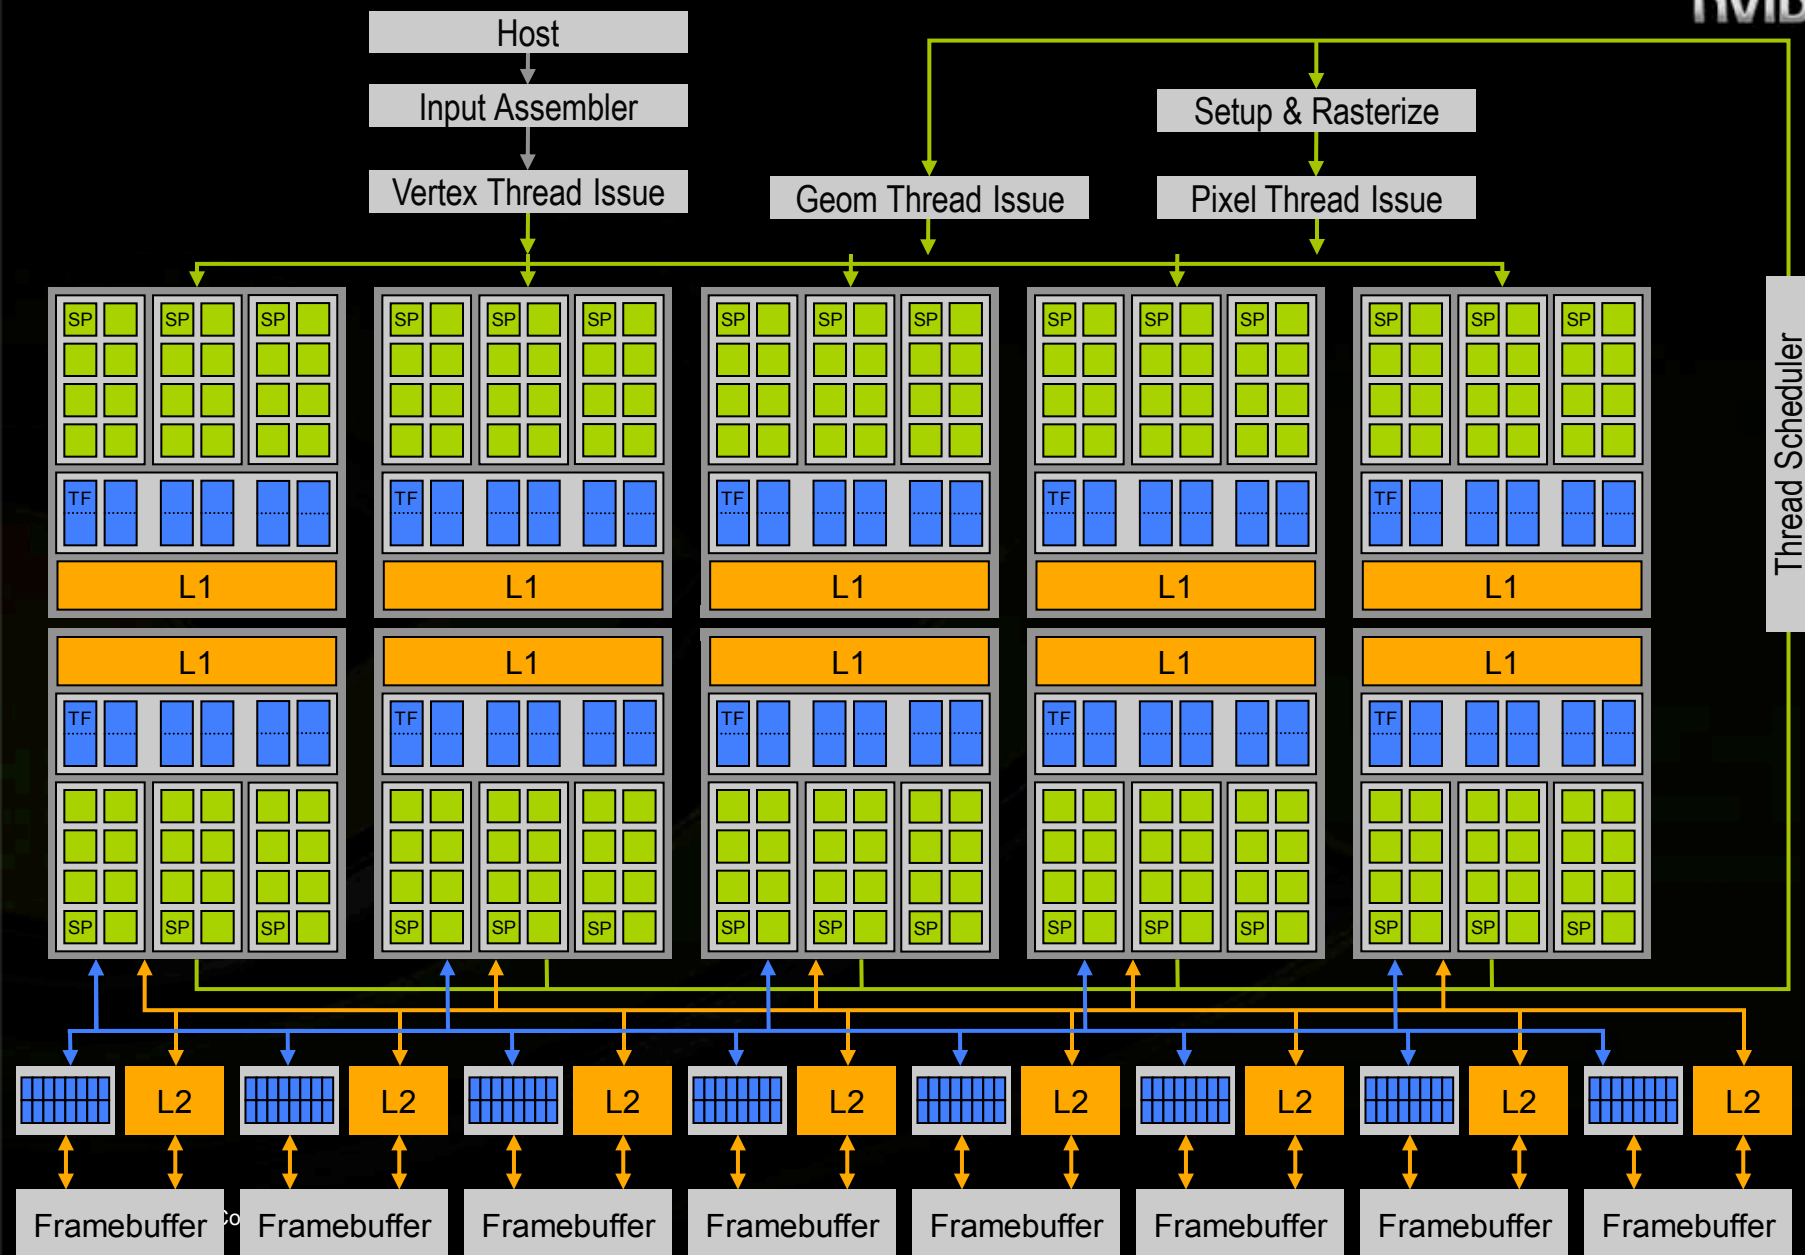 nVID
Host
Input Assembler
Setup & Rasterize
Vertex Thread Issue
Geom Thread Issue
Pixel Thread Issue
Thread Scheduler
SP SP SP SP SP SP SP SP SP SP SP SP SP SP SP
TF TF TF TF TF
L1 L1 L1 L1 L1
L1 L1 L1 L1 L1
TF TF TF TF TF
SP SP SP SP SP SP SP SP SP SP SP SP SP SP SP
L2 L2 L2 L2 L2 L2 L2 L2
Framebuffer Framebuffer Framebuffer Framebuffer Framebuffer Framebuffer Framebuffer Framebuffer